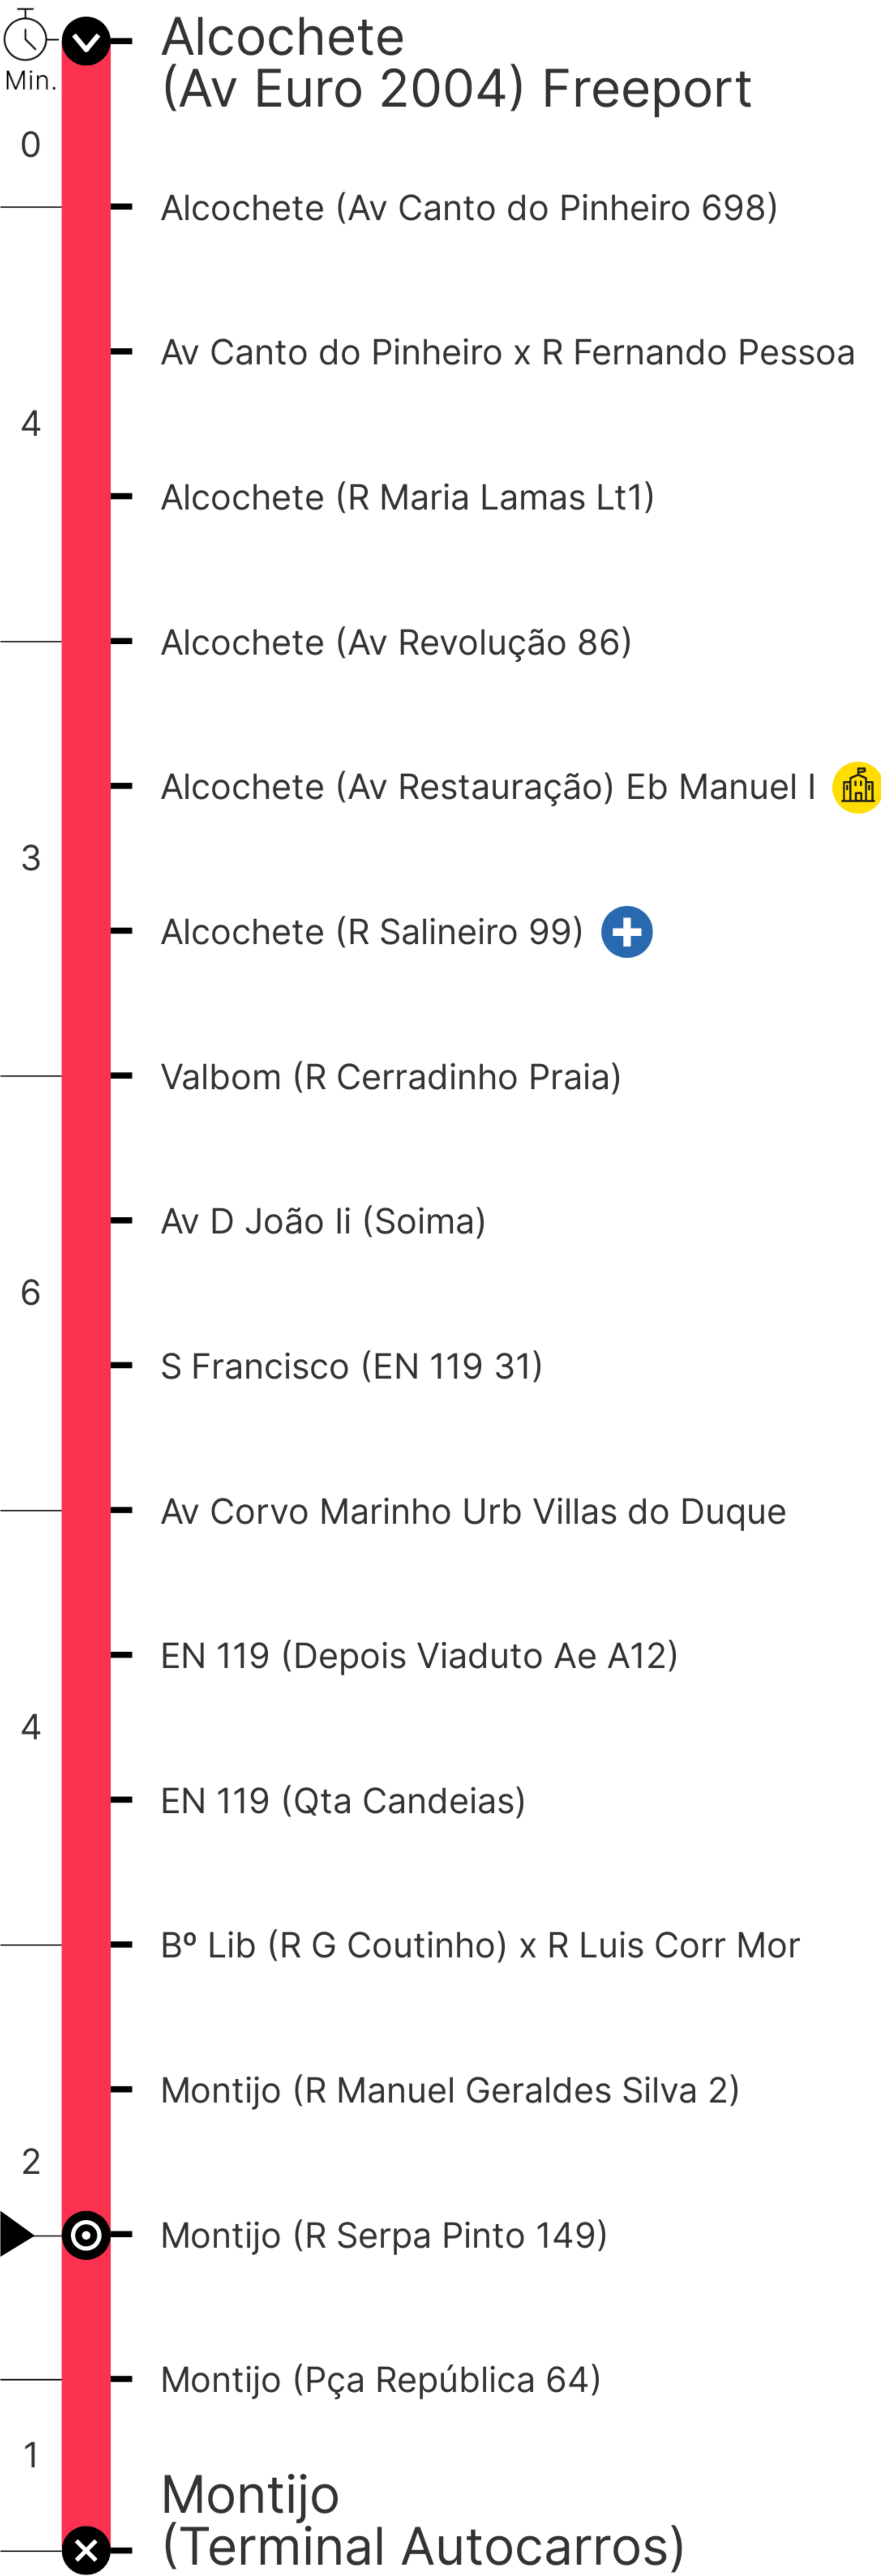 Alcochete
(Av Euro 2004) Freeport
Min.
0
Alcochete (Av Canto do Pinheiro 698)
Av Canto do Pinheiro x R Fernando Pessoa
4
Alcochete (R Maria Lamas Lt1)
Alcochete (Av Revolução 86)
Alcochete (Av Restauração) Eb Manuel I
3
Alcochete (R Salineiro 99)
Valbom (R Cerradinho Praia)
Av D João Ii (Soima)
6
S Francisco (EN 119 31)
Av Corvo Marinho Urb Villas do Duque
EN 119 (Depois Viaduto Ae A12)
4
EN 119 (Qta Candeias)
Bº Lib (R G Coutinho) x R Luis Corr Mor
Montijo (R Manuel Geraldes Silva 2)
2
Montijo (R Serpa Pinto 149)
Montijo (Pça República 64)
1
Montijo
(Terminal Autocarros)